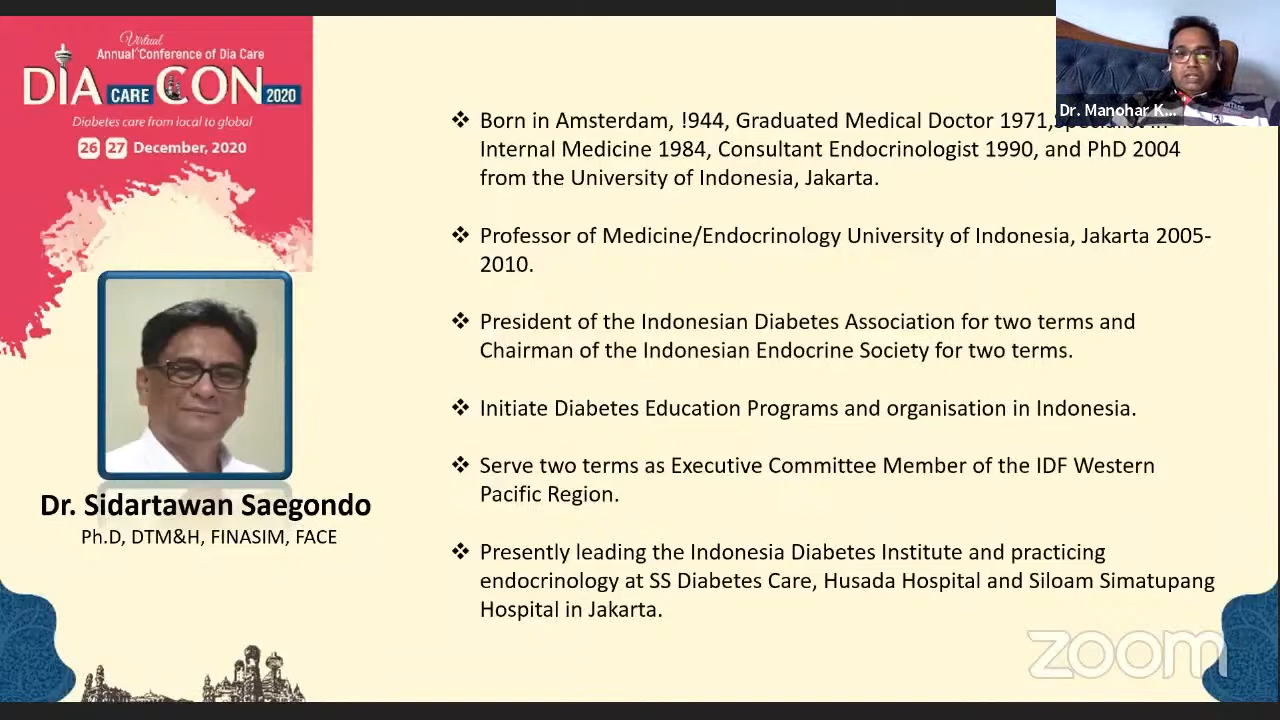 Virtual
Annual Conference of Dia Care
DIA CARE CON 2020
Diabetes care from local to global
26 27 December, 2020
Dr. Manohar K...
❖ Born in Amsterdam, !944, Graduated Medical Doctor 1971, Specialist in
Internal Medicine 1984, Consultant Endocrinologist 1990, and PhD 2004
from the University of Indonesia, Jakarta.
❖ Professor of Medicine/Endocrinology University of Indonesia, Jakarta 2005-
2010.
❖ President of the Indonesian Diabetes Association for two terms and
Chairman of the Indonesian Endocrine Society for two terms.
❖ Initiate Diabetes Education Programs and organisation in Indonesia.
❖ Serve two terms as Executive Committee Member of the IDF Western
Pacific Region.
❖ Presently leading the Indonesia Diabetes Institute and practicing
endocrinology at SS Diabetes Care, Husada Hospital and Siloam Simatupang
Hospital in Jakarta.
Dr. Sidartawan Saegondo
Ph.D, DTM&H, FINASIM, FACE
zoom